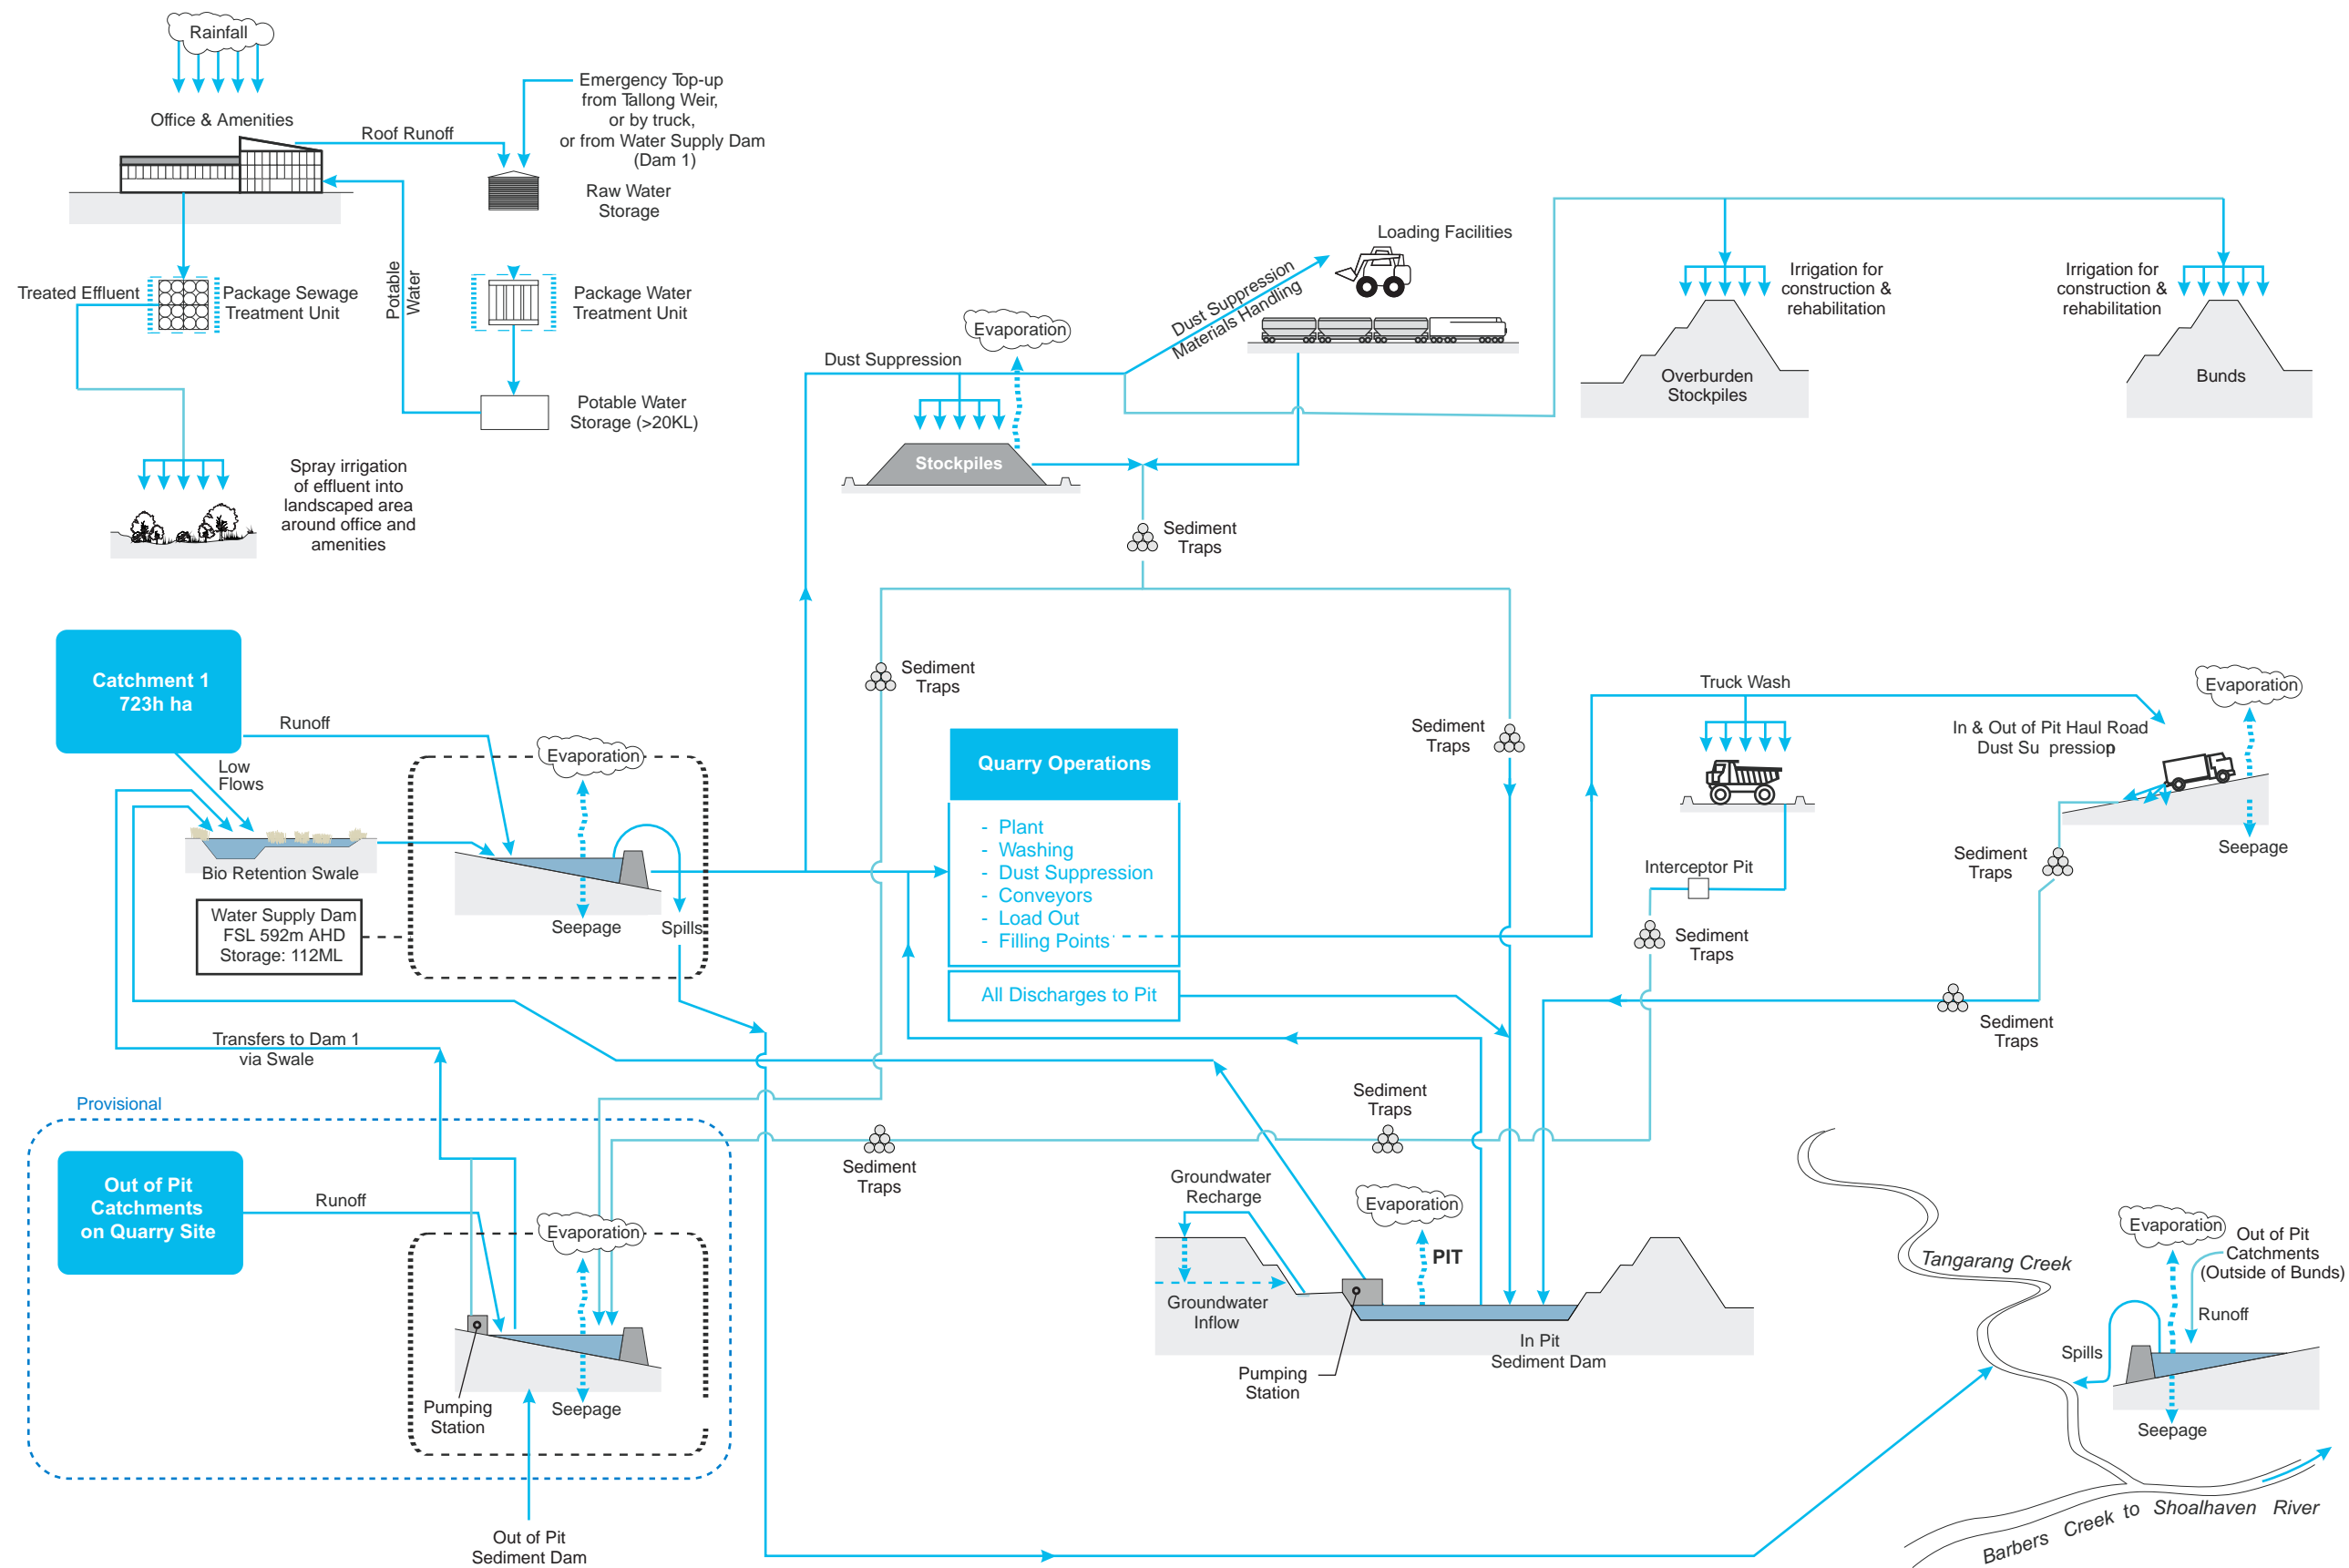 Rainfall
Office & Amenities
Roof Runoff
Emergency Top-up
from Tallong Weir,
or by truck,
or from Water Supply Dam
(Dam 1)
Raw Water
Storage
Treated Effluent
Package Sewage
Treatment Unit
Potable
Water
Package Water
Treatment Unit
Potable Water
Storage (>20KL)
Spray irrigation
of effluent into
landscaped area
around office and
amenities
Loading Facilities
Dust Suppression
Materials Handling
Evaporation
Dust Suppression
Stockpiles
Irrigation for
construction &
rehabilitation
Overburden
Stockpiles
Irrigation for
construction &
rehabilitation
Bunds
Sediment
Traps
Catchment 1
723h ha
Runoff
Low
Flows
Evaporation
Bio Retention Swale
Water Supply Dam
FSL 592m AHD
Storage: 112ML
Seepage
Spills
Sediment
Traps
Quarry Operations
- Plant
- Washing
- Dust Suppression
- Conveyors
- Load Out
- Filling Points
All Discharges to Pit
Sediment
Traps
Truck Wash
Evaporation
In & Out of Pit Haul Road
Dust Su pression
Seepage
Interceptor Pit
Sediment
Traps
Sediment
Traps
Sediment
Traps
Transfers to Dam 1
via Swale
Provisional
Out of Pit
Catchments
on Quarry Site
Runoff
Evaporation
Pumping
Station
Seepage
Out of Pit
Sediment Dam
Sediment
Traps
Sediment
Traps
Groundwater
Recharge
Evaporation
PIT
Groundwater
Inflow
Pumping
Station
In Pit
Sediment Dam
Tangarang Creek
Evaporation
Out of Pit
Catchments
(Outside of Bunds)
Runoff
Spills
Seepage
Barbers Creek to Shoalhaven River